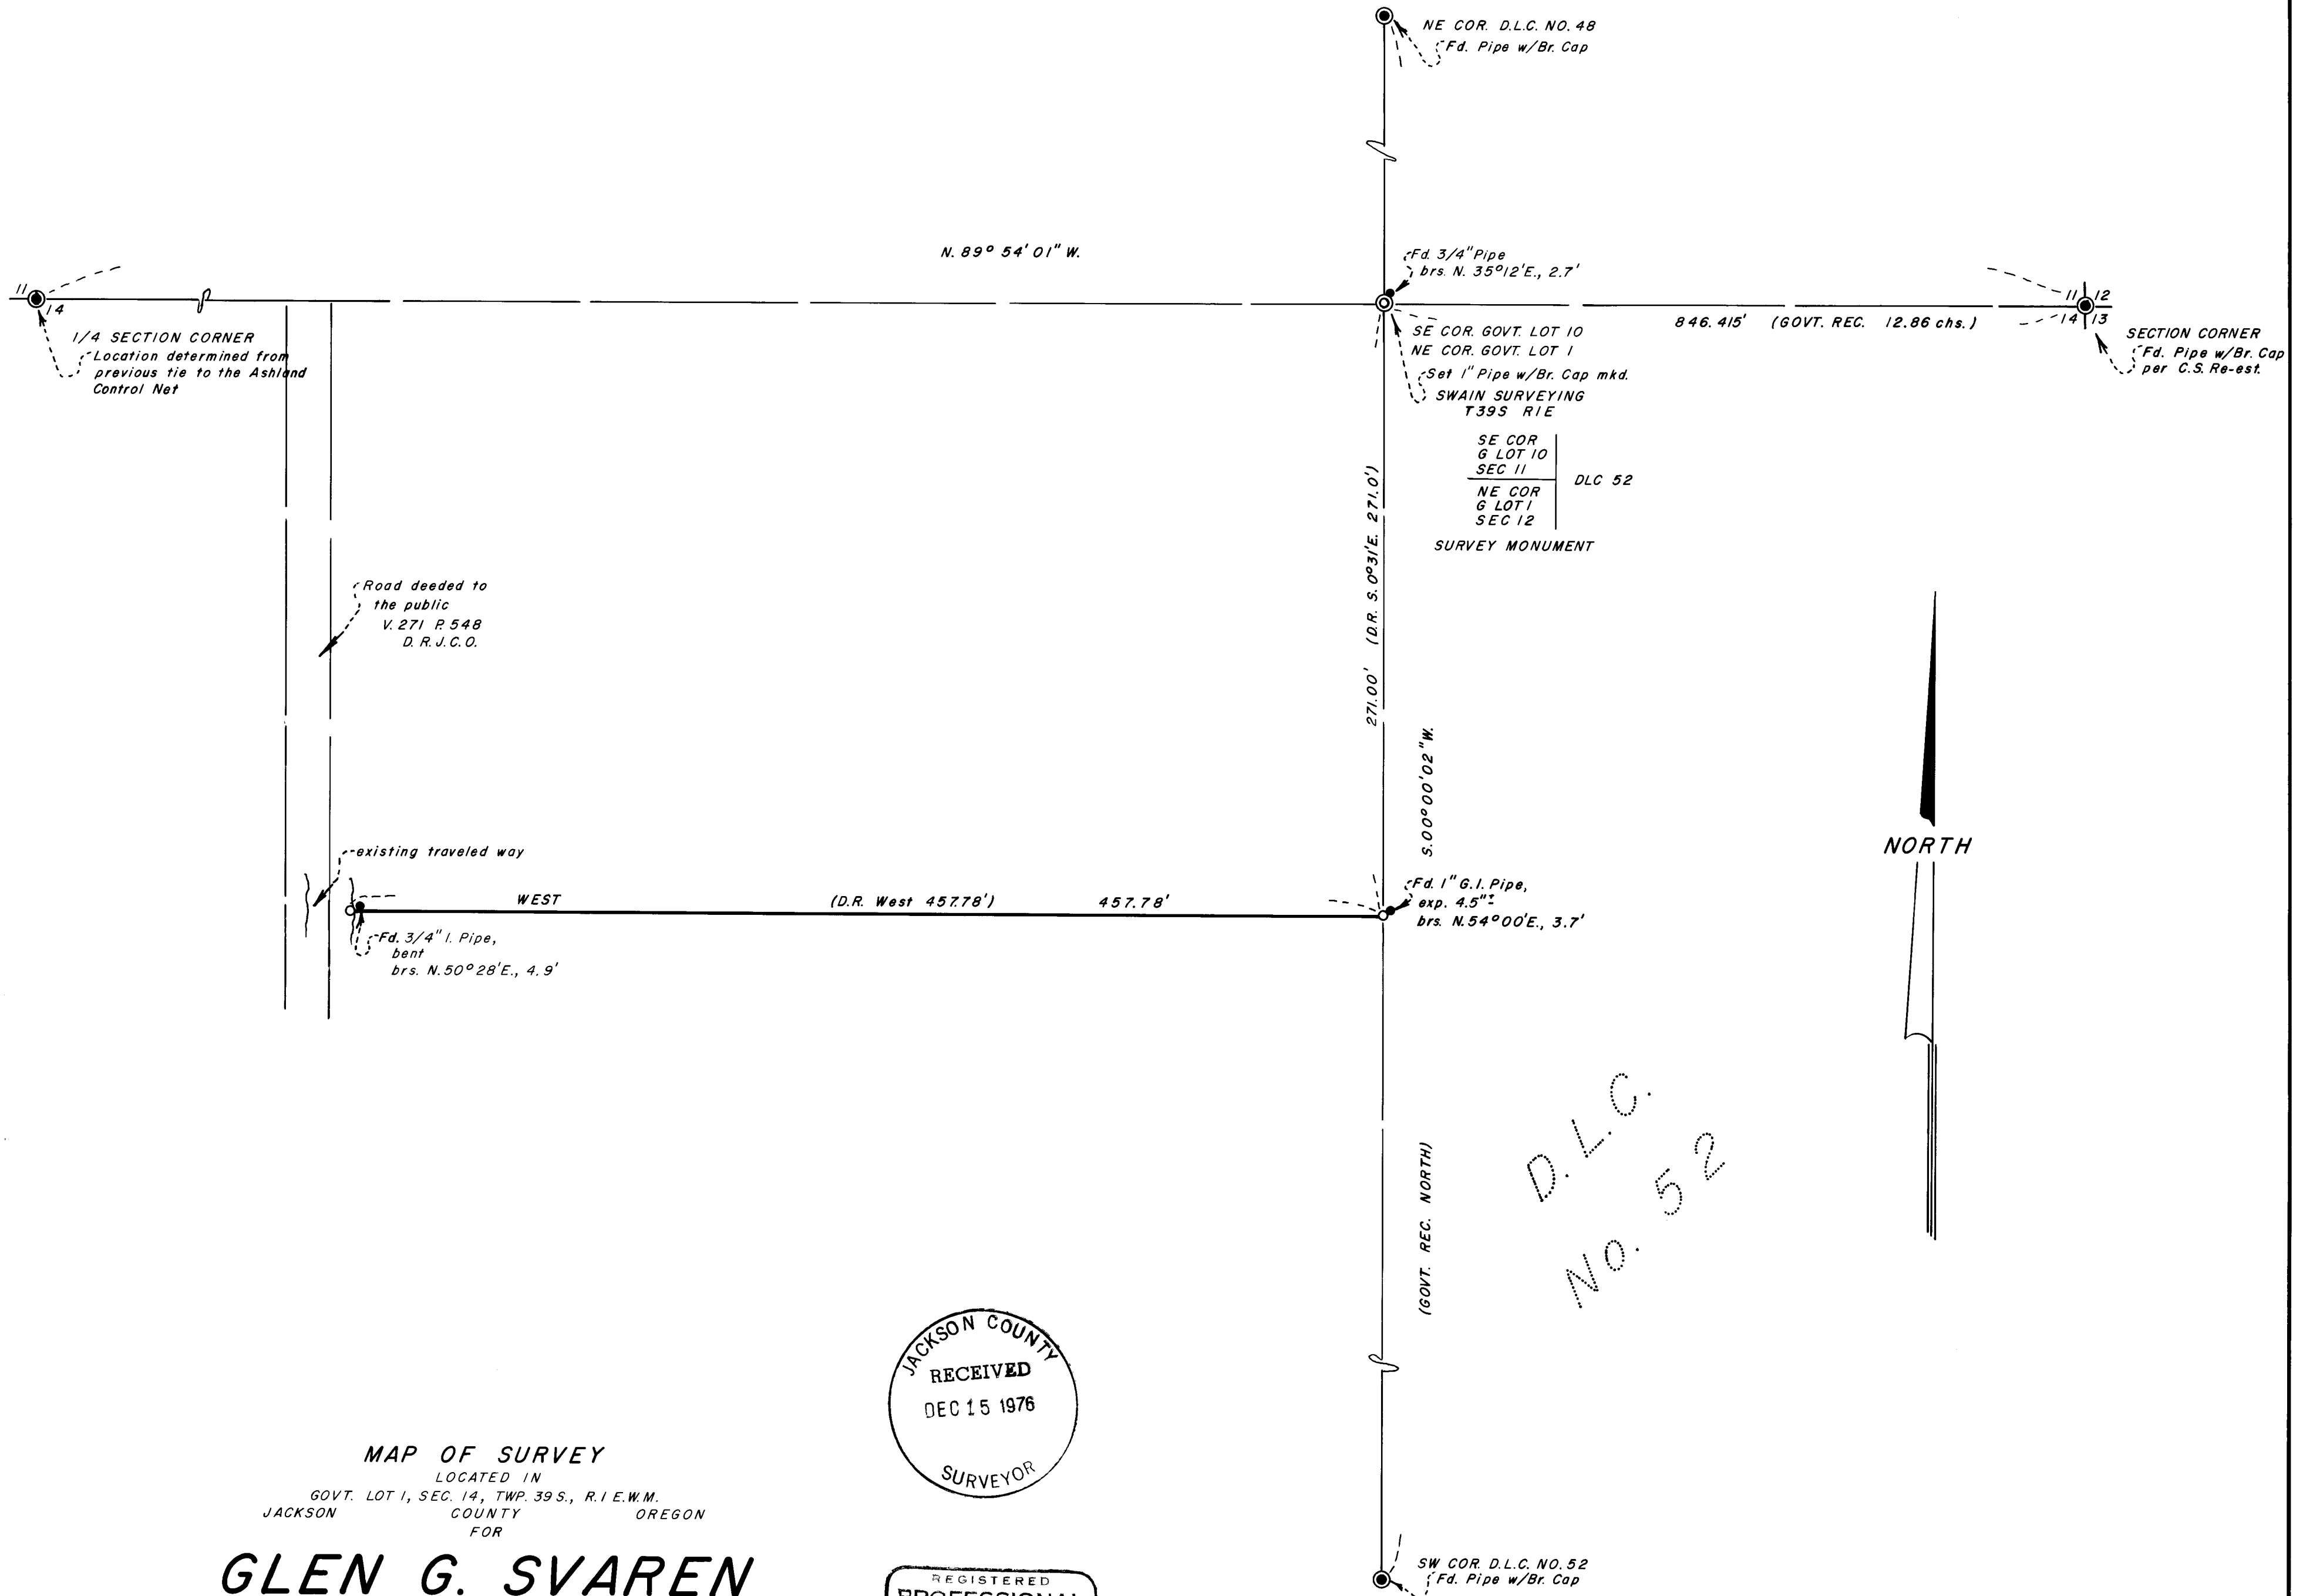 NE COR. D.L.C. NO. 48
Fd. Pipe w/Br. Cap
N. 89° 54' 01" W.
Fd. 3/4" Pipe
brs. N. 35°12'E., 2.7'
11
14
1/4 SECTION CORNER
Location determined from
previous tie to the Ashland
Control Net
846.415' (GOVT. REC. 12.86 chs.)
11 12
14 13
SECTION CORNER
Fd. Pipe w/Br. Cap
per C.S. Re-est.
SE COR. GOVT. LOT 10
NE COR. GOVT. LOT 1
Set 1" Pipe w/Br. Cap mkd.
SWAIN SURVEYING
T39S R1E
SE COR
G LOT 10
SEC 11
NE COR
G LOT 1
SEC 12
DLC 52
SURVEY MONUMENT
271.00' (D.R. S. 0°31'E. 271.0')
S.00°00'02"W.
Road deeded to
the public
V. 271 P. 548
D. R. J. C. O.
NORTH
existing traveled way
WEST (D.R. West 457.78') 457.78'
Fd. 1" G.I. Pipe,
exp. 4.5"±
brs. N.54°00'E., 3.7'
Fd. 3/4" I. Pipe,
bent
brs. N.50°28'E., 4.9'
(GOVT. REC. NORTH)
D.L.C.
No. 52
JACKSON COUNTY
RECEIVED
DEC 15 1976
SURVEYOR
MAP OF SURVEY
LOCATED IN
GOVT. LOT 1, SEC. 14, TWP. 39 S., R. 1 E.W.M.
JACKSON COUNTY OREGON
FOR
GLEN G. SVAREN
REGISTERED
PROFESSIONAL
SW COR. D.L.C. NO. 52
Fd. Pipe w/Br. Cap